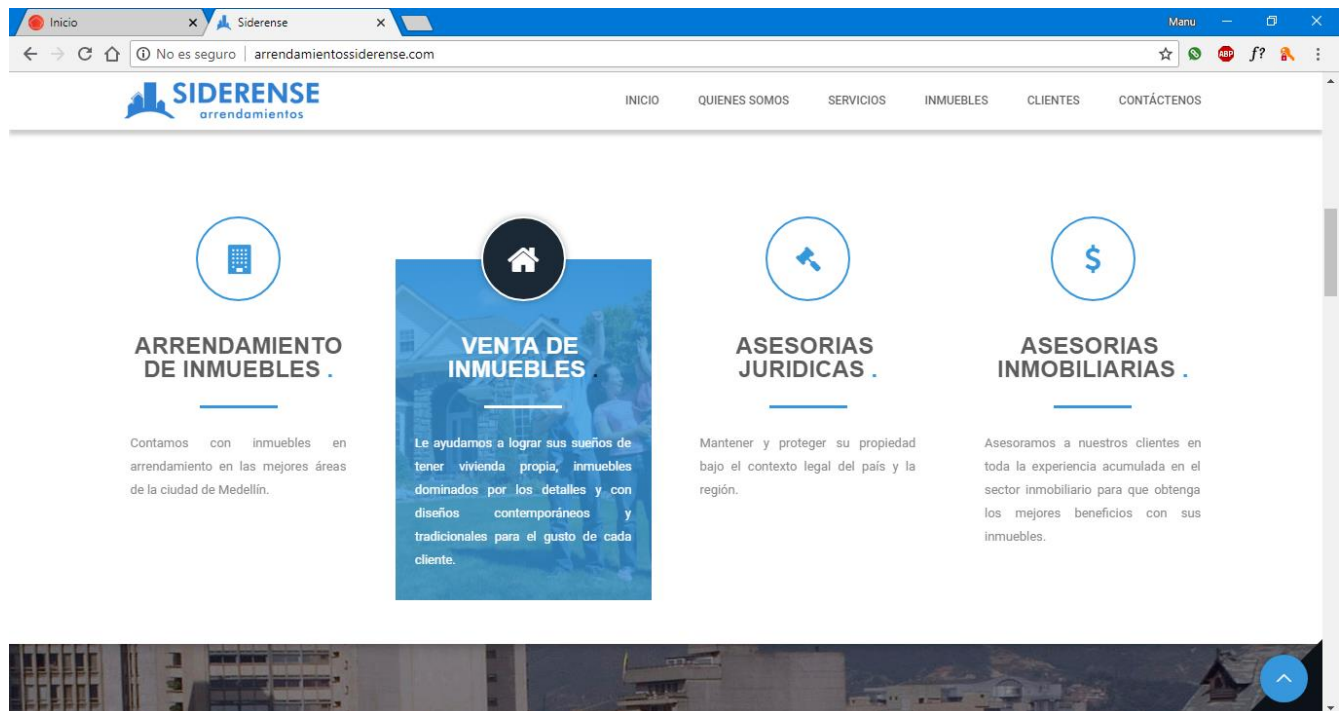 Inicio
Siderense
Manu
No es seguro | arrendamientossiderense.com
ABP
f?
SIDERENSE
arrendamientos
INICIO
QUIENES SOMOS
SERVICIOS
INMUEBLES
CLIENTES
CONTÁCTENOS
$
ARRENDAMIENTO
DE INMUEBLES .
Contamos con inmuebles en
arrendamiento en las mejores áreas
de la ciudad de Medellín.
VENTA DE
INMUEBLES .
Le ayudamos a lograr sus sueños de
tener vivienda propia, inmuebles
dominados por los detalles y con
diseños contemporáneos y
tradicionales para el gusto de cada
cliente.
ASESORIAS
JURIDICAS .
Mantener y proteger su propiedad
bajo el contexto legal del país y la
región.
ASESORIAS
INMOBILIARIAS .
Asesoramos a nuestros clientes en
toda la experiencia acumulada en el
sector inmobiliario para que obtenga
los mejores beneficios con sus
inmuebles.